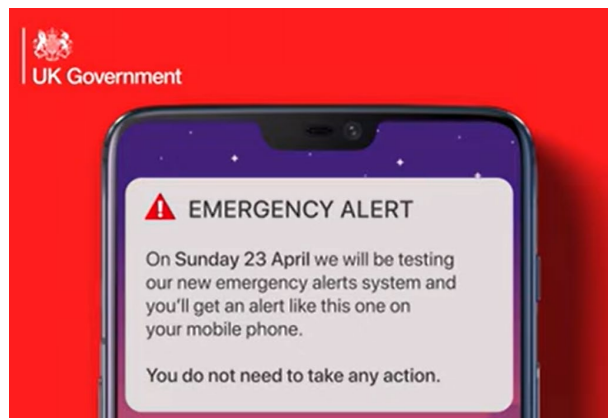 UK Government
EMERGENCY ALERT
On Sunday 23 April we will be testing
our new emergency alerts system and
you'll get an alert like this one on
your mobile phone.
You do not need to take any action.